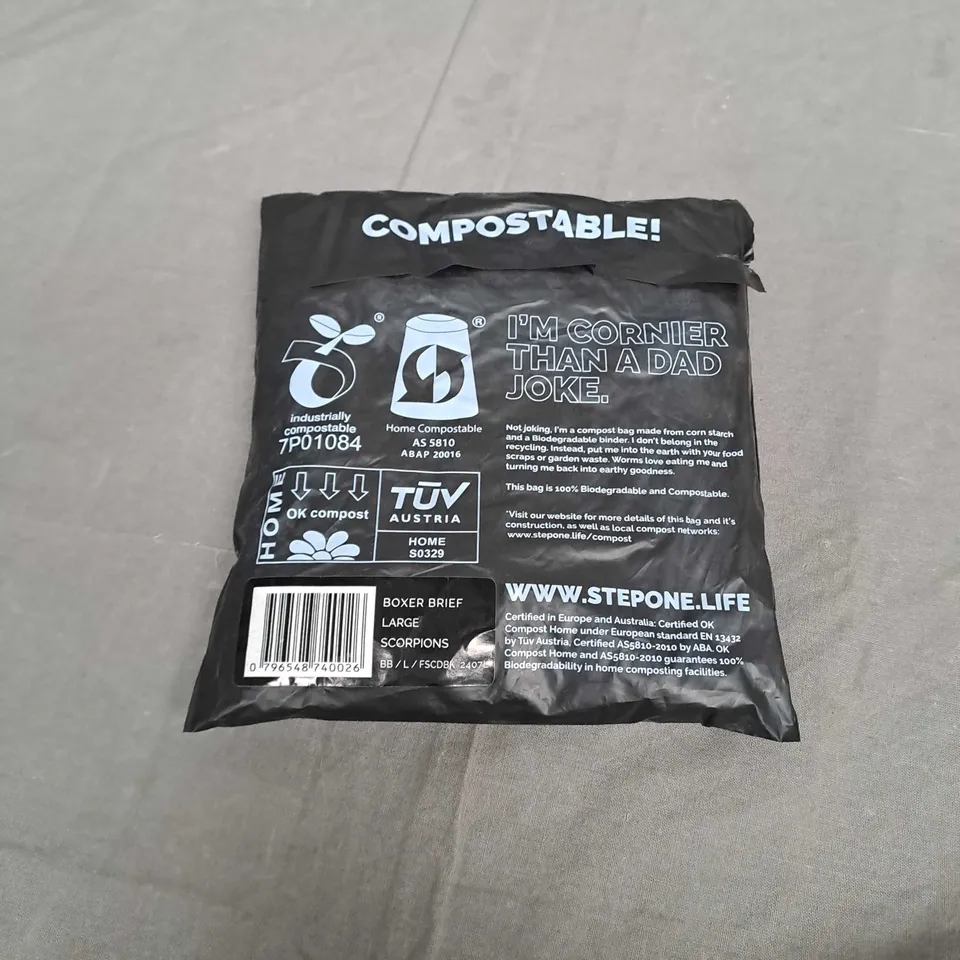 COMPOSTABLE!
®
industrially
compostable
7P01084
®
Home Compostable
AS 5810
ABAP 20016
HOME
OK compost
TÜV
AUSTRIA
HOME
S0329
I'M CORNIER
THAN A DAD
JOKE.
Not joking, I'm a compost bag made from corn starch
and a Biodegradable binder. I don't belong in the
recycling. Instead, put me into the earth with your food
scraps or garden waste. Worms love eating me and
turning me back into earthy goodness.
This bag is 100% Biodegradable and Compostable.
*Visit our website for more details of this bag and it's
construction, as well as local compost networks:
www.stepone.life/compost
BOXER BRIEF
LARGE
SCORPIONS
BB / L / FSCDBK 2407L
0 796548 740026
WWW.STEPONE.LIFE
Certified in Europe and Australia: Certified OK
Compost Home under European standard EN 13432
by Tüv Austria, Certified AS5810-2010 by ABA. OK
Compost Home and AS5810-2010 guarantees 100%
Biodegradability in home composting facilities.